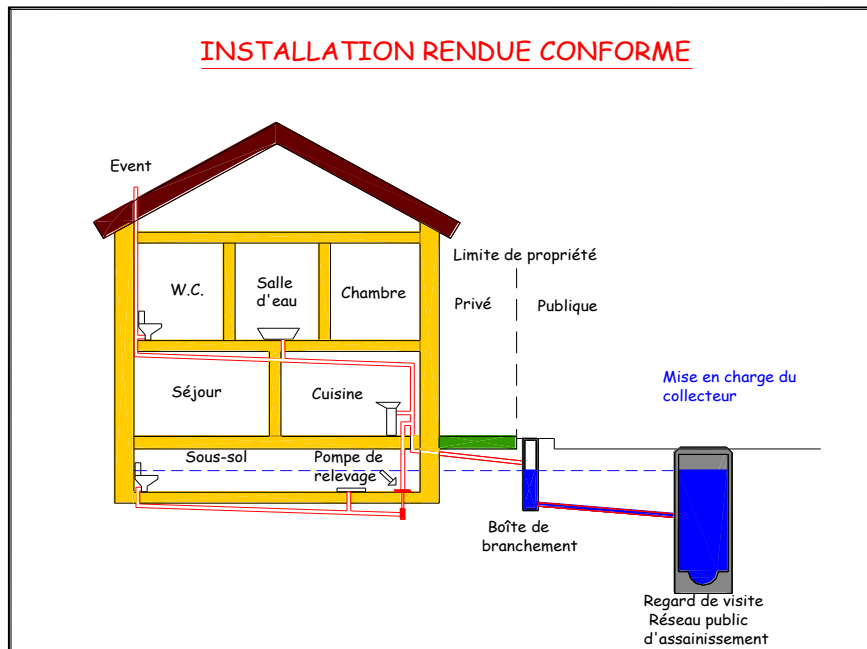 INSTALLATION RENDUE CONFORME
Event
Limite de propriété
W.C.
Salle
d'eau
Chambre
Privé
Publique
Mise en charge du
collecteur
Séjour
Cuisine
Sous-sol
Pompe de
relevage
Boîte de
branchement
Regard de visite
Réseau public
d'assainissement